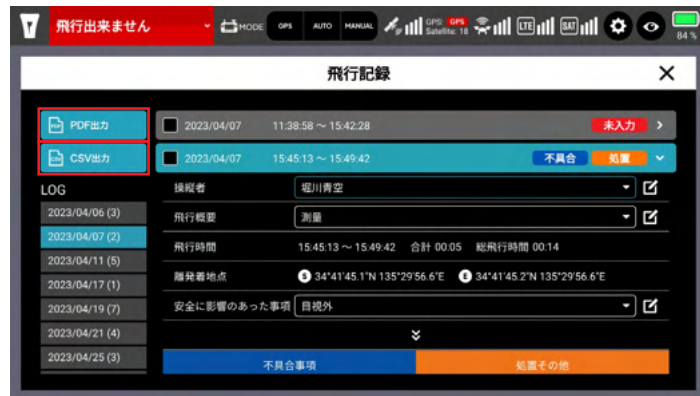 飛行出来ません MODE GPS AUTO MANUAL GPS: GPS Satellite: 18 LTE SAT 84 %
飛行記録
PDF出力
2023/04/07 11:38:58 ～ 15:42:28 未入力
CSV出力
2023/04/07 15:45:13 ～ 15:49:42 不具合 処置
LOG
操縦者 堀川青空
2023/04/06 (3)
飛行概要 測量
2023/04/07 (2)
飛行時間 15:45:13 ～ 15:49:42 合計 00:05 総飛行時間 00:14
2023/04/11 (5)
離発着地点 S 34°41'45.1"N 135°29'56.6"E E 34°41'45.2"N 135°29'56.6"E
2023/04/17 (1)
安全に影響のあった事項 目視外
2023/04/19 (7)
2023/04/21 (4)
2023/04/25 (3)
不具合事項 処置その他